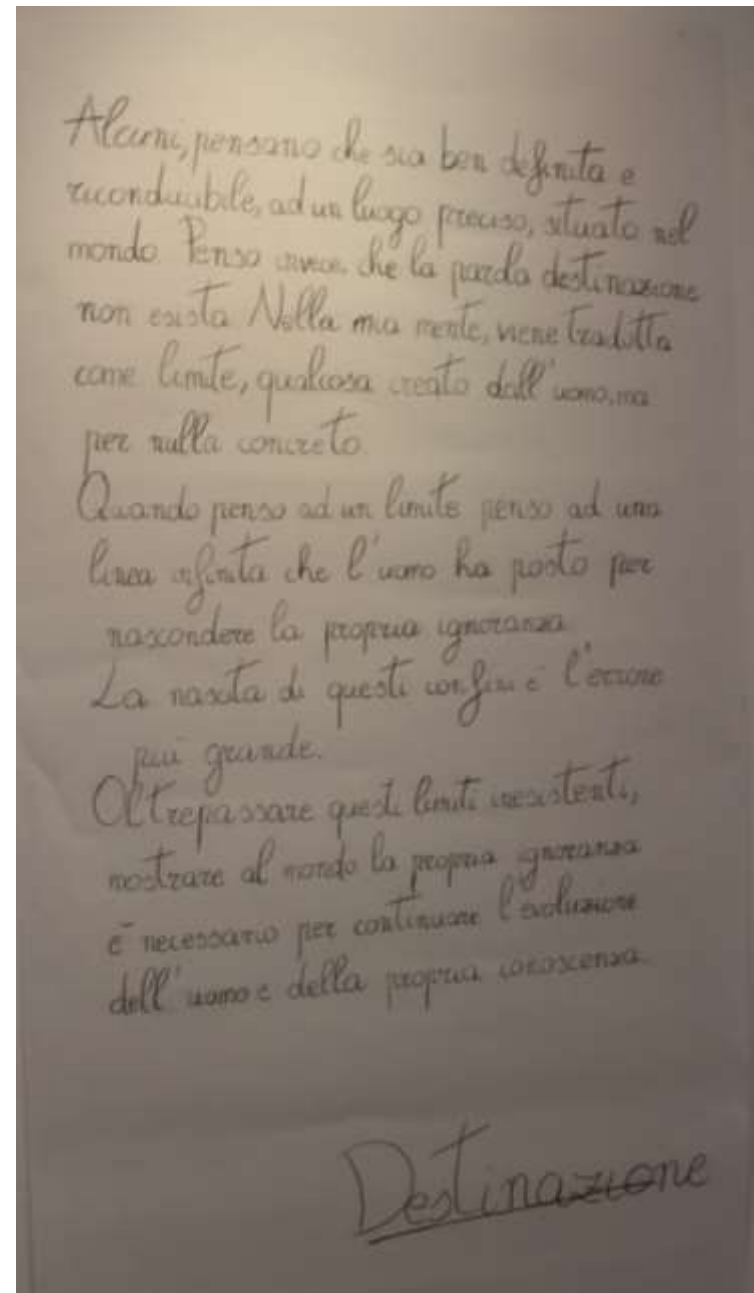 Alcuni, pensano che sia ben definita e
riconducibile, ad un luogo preciso, situato nel
mondo. Penso invece, che la parola destinazione
non esista. Nella mia mente, viene tradotta
come limite, qualcosa creato dall'uomo, ma
per nulla concreto.
Quando penso ad un limite penso ad una
linea infinita che l'uomo ha posto per
nascondere la propria ignoranza.
La nascita di questi confini è l'errore
più grande.
Oltrepassare questi limiti inesistenti,
mostrare al mondo la propria ignoranza
è necessario per continuare l'evoluzione
dell'uomo e della propria conoscenza.
Destinazione